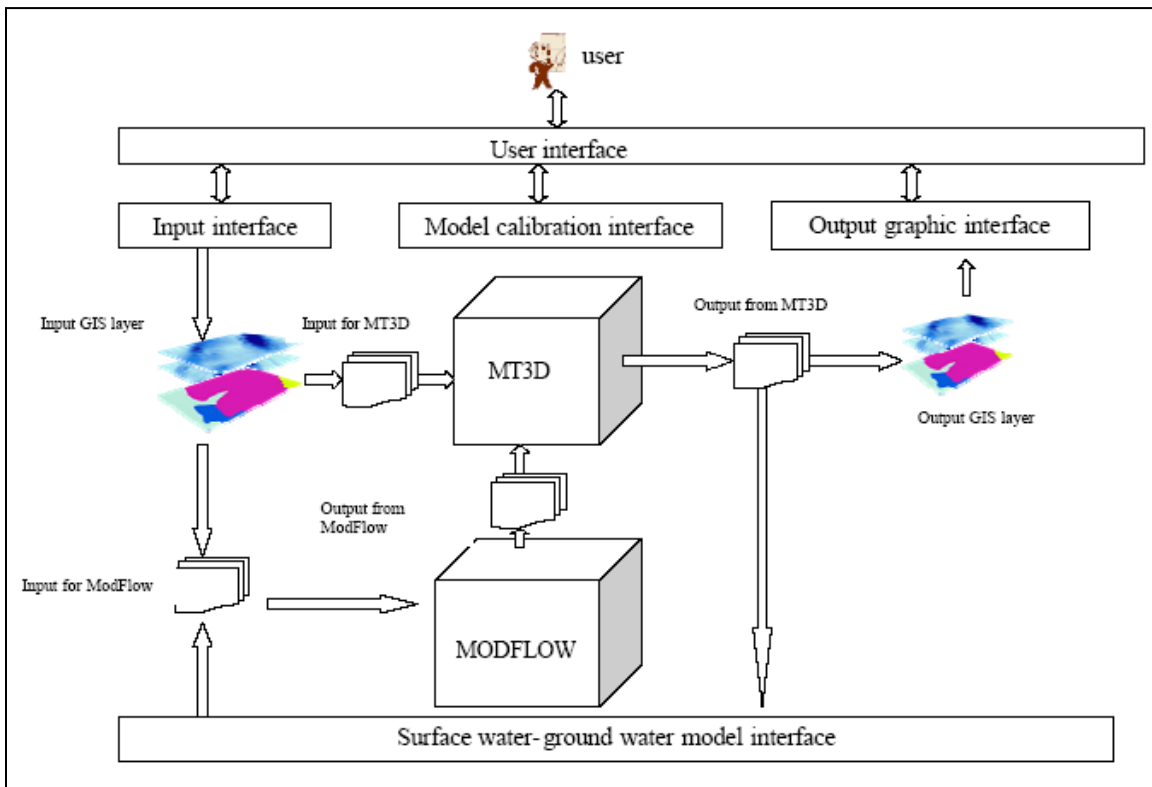 user
User interface
Input interface
Model calibration interface
Output graphic interface
Input GIS layer
Input for MT3D
MT3D
Output from MT3D
Output GIS layer
Output from
ModFlow
Input for ModFlow
MODFLOW
Surface water- ground water model interface